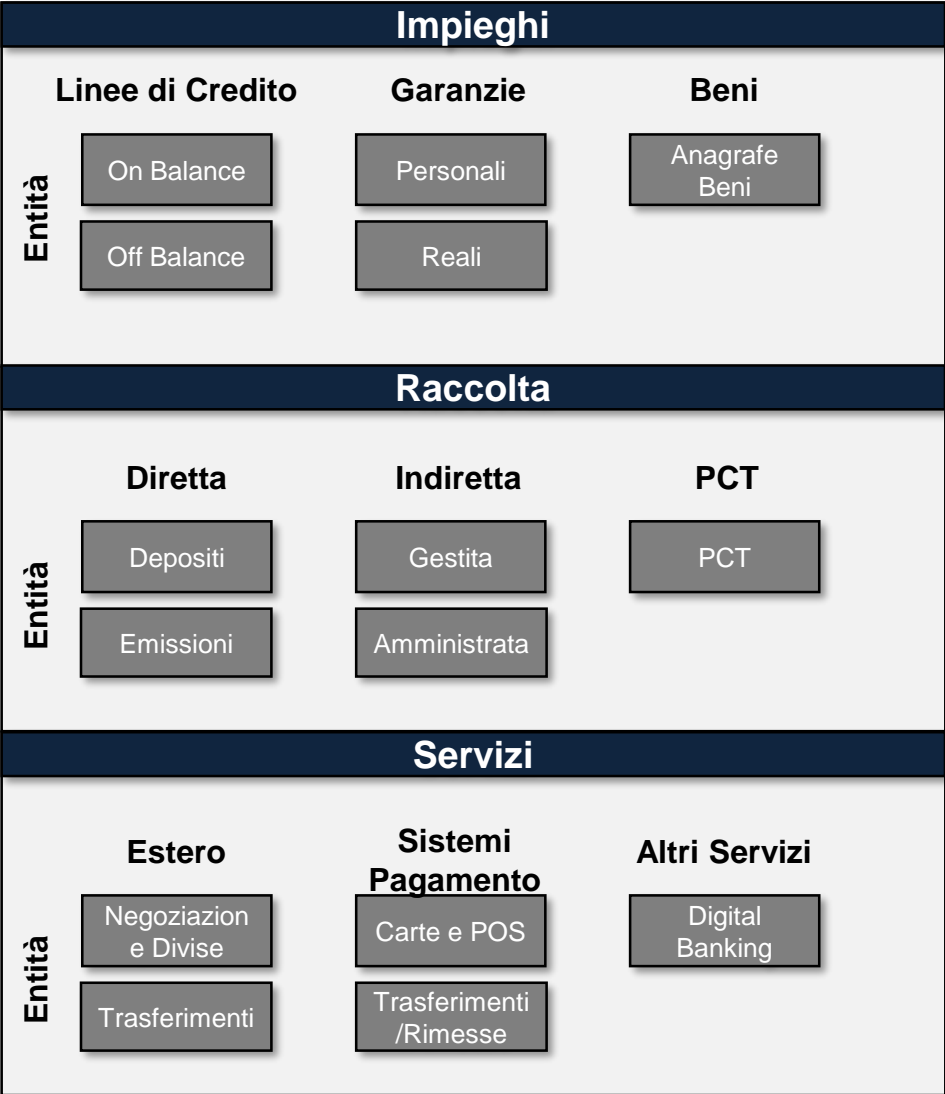 Impieghi
Linee di Credito
Garanzie
Beni
Entità
On Balance
Personali
Anagrafe
Beni
Off Balance
Reali
Raccolta
Diretta
Indiretta
PCT
Entità
Depositi
Gestita
PCT
Emissioni
Amministrata
Servizi
Estero
Sistemi
Pagamento
Altri Servizi
Entità
Negoziazion
e Divise
Carte e POS
Digital
Banking
Trasferimenti
Trasferimenti
/Rimesse